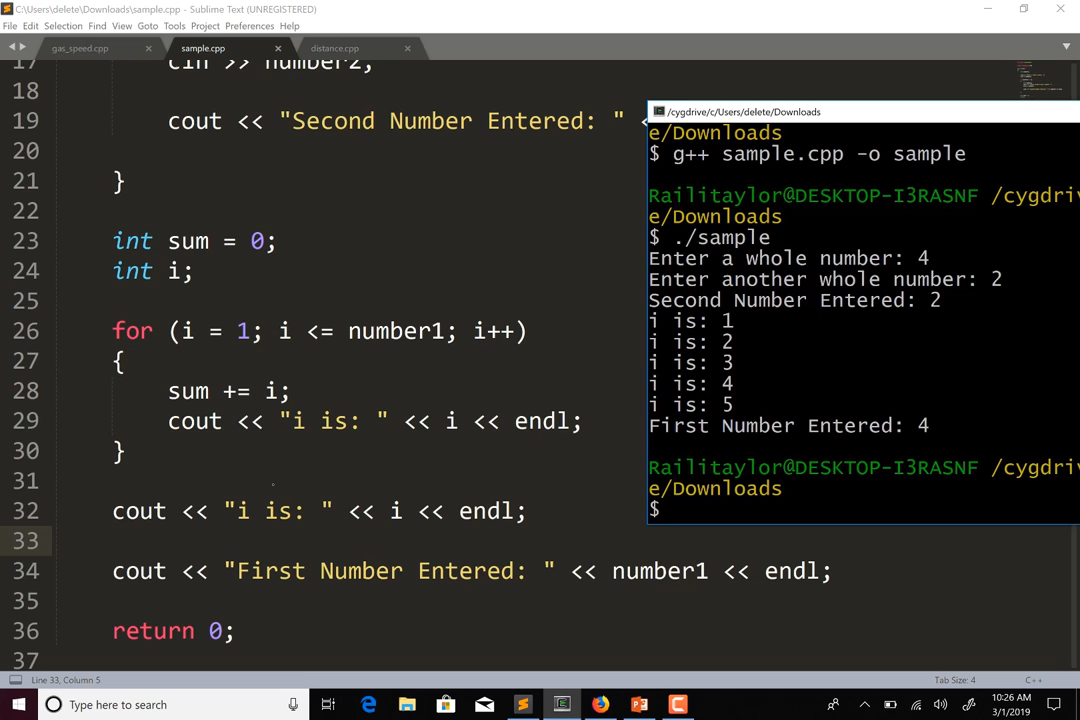 C:\Users\delete\Downloads\sample.cpp - Sublime Text (UNREGISTERED)
File Edit Selection Find View Goto Tools Project Preferences Help
gas_speed.cpp
sample.cpp
distance.cpp
17 cin >> number2;
18
19 cout << "Second Number Entered: " <
20
21 }
22
23 int sum = 0;
24 int i;
25
26 for (i = 1; i <= number1; i++)
27 {
28 sum += i;
29 cout << "i is: " << i << endl;
30 }
31
32 cout << "i is: " << i << endl;
33
34 cout << "First Number Entered: " << number1 << endl;
35
36 return 0;
37
/cygdrive/c/Users/delete/Downloads
e/Downloads
$ g++ sample.cpp -o sample
Railitaylor@DESKTOP-I3RASNF /cygdri
e/Downloads
$ ./sample
Enter a whole number: 4
Enter another whole number: 2
Second Number Entered: 2
i is: 1
i is: 2
i is: 3
i is: 4
i is: 5
First Number Entered: 4
Railitaylor@DESKTOP-I3RASNF /cygdri
e/Downloads
$
Line 33, Column 5
Tab Size: 4
C++
Type here to search
10:26 AM
3/1/2019